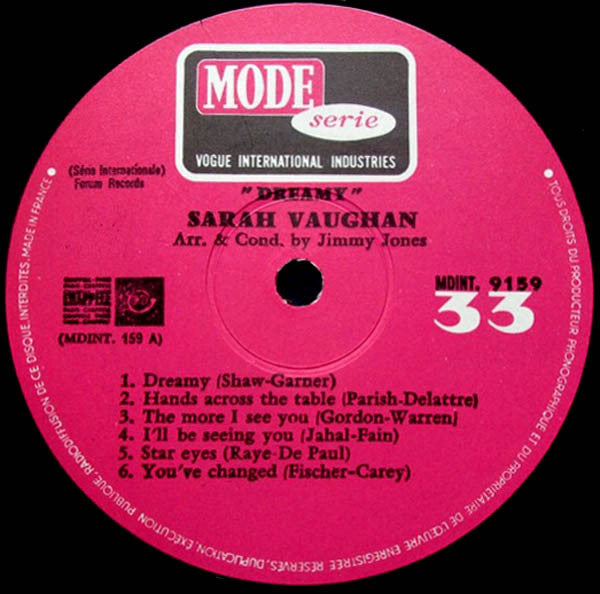 MODE
serie
VOGUE INTERNATIONAL INDUSTRIES
(Série Internationale)
Forum Records
"DREAMY"
SARAH VAUGHAN
Arr. & Cond. by Jimmy Jones
MDINT. 9159
33
CHAPPELL
(MDINT. 159 A)
1. Dreamy (Shaw-Garner)
2. Hands across the table (Parish-Delattre)
3. The more I see you (Gordon-Warren)
4. I'll be seeing you (Jahal-Fain)
5. Star eyes (Raye-De Paul)
6. You've changed (Fischer-Carey)
• TOUS DROITS DU PRODUCTEUR PHONOGRAPHIQUE ET DU PROPRIÉTAIRE DE L'ŒUVRE ENREGISTRÉE RÉSERVÉS, DUPLICATION, EXÉCUTION PUBLIQUE, RADIODIFFUSION DE CE DISQUE INTERDITES, MADE IN FRANCE •